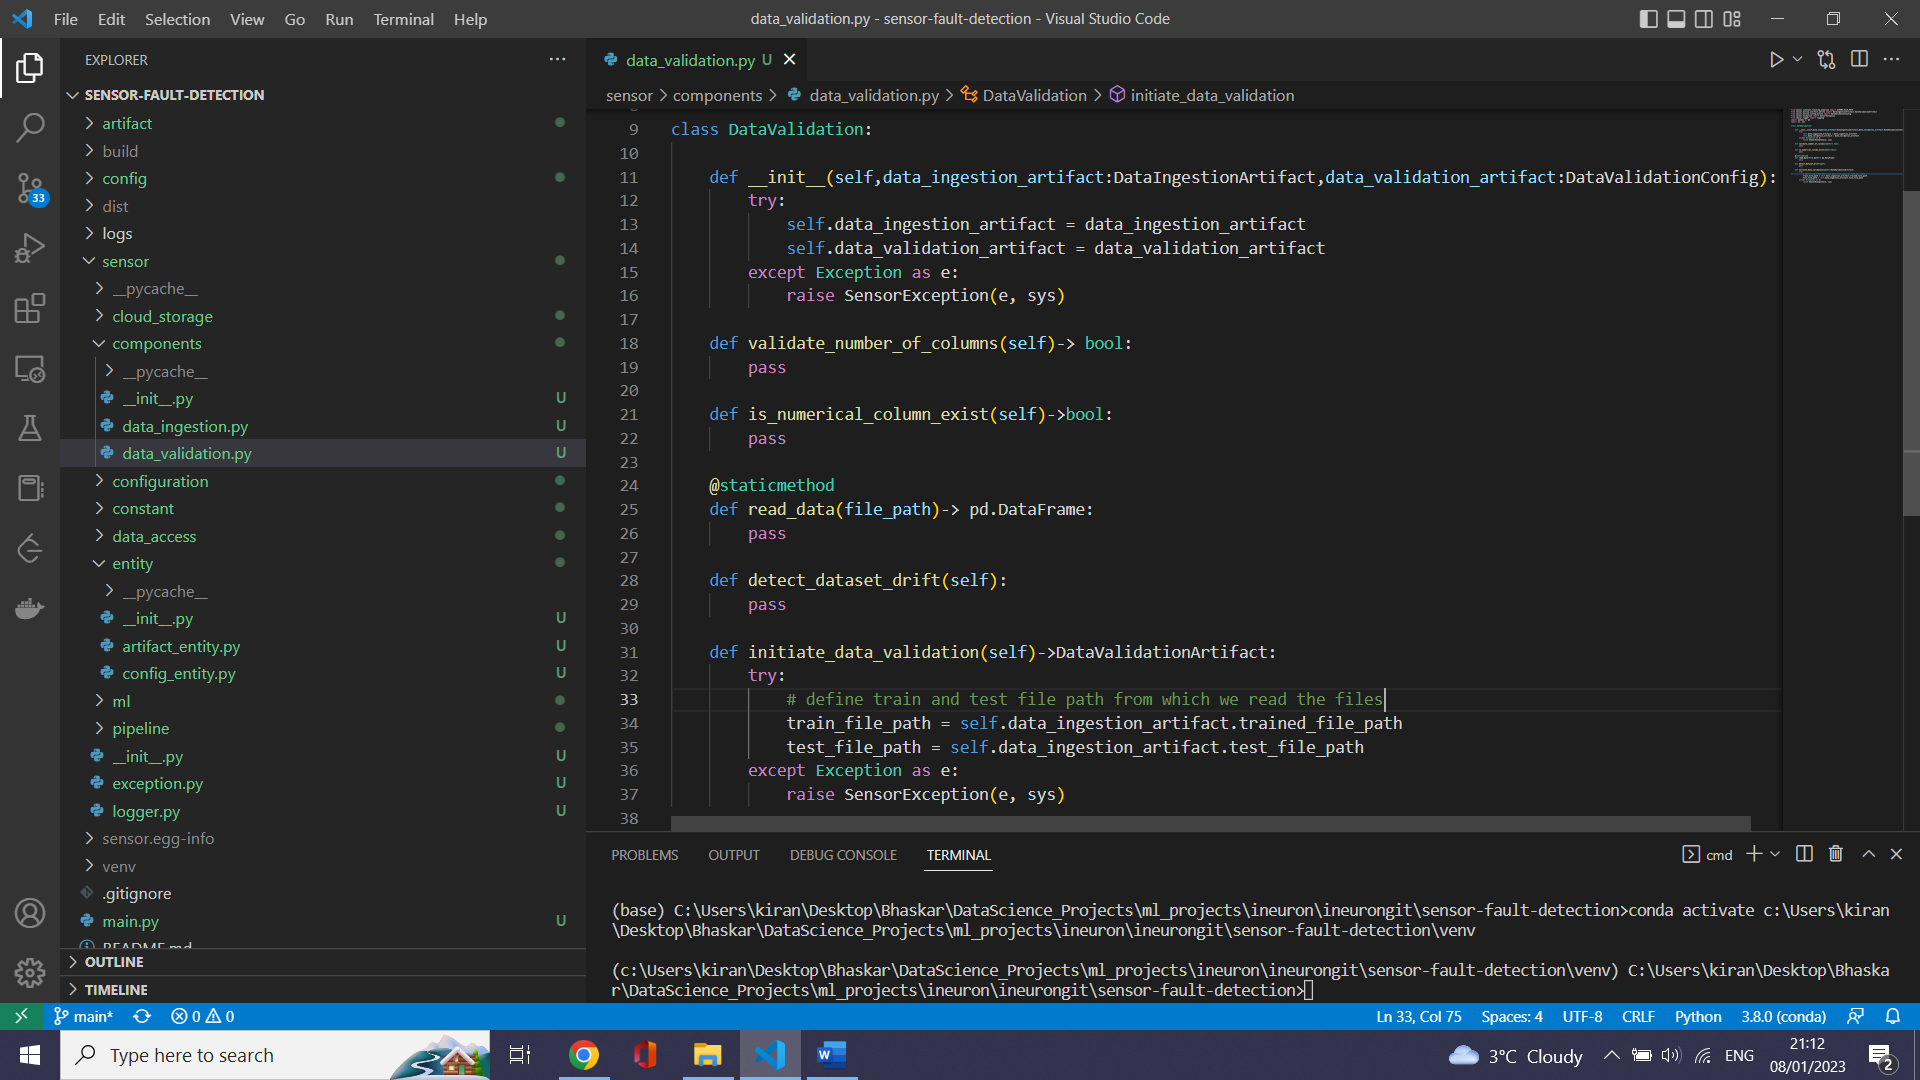 File Edit Selection View Go Run Terminal Help
data_validation.py - sensor-fault-detection - Visual Studio Code
EXPLORER
SENSOR-FAULT-DETECTION
artifact
build
config
dist
logs
sensor
__pycache__
cloud_storage
components
__pycache__
__init__.py U
data_ingestion.py U
data_validation.py U
configuration
constant
data_access
entity
__pycache__
__init__.py U
artifact_entity.py U
config_entity.py U
ml
pipeline
__init__.py U
exception.py U
logger.py U
sensor.egg-info
venv
.gitignore
main.py U
README.md
OUTLINE
TIMELINE
33
data_validation.py U
sensor > components > data_validation.py > DataValidation > initiate_data_validation
9 class DataValidation:
10
11 def __init__(self,data_ingestion_artifact:DataIngestionArtifact,data_validation_artifact:DataValidationConfig):
12 try:
13 self.data_ingestion_artifact = data_ingestion_artifact
14 self.data_validation_artifact = data_validation_artifact
15 except Exception as e:
16 raise SensorException(e, sys)
17
18 def validate_number_of_columns(self)-> bool:
19 pass
20
21 def is_numerical_column_exist(self)->bool:
22 pass
23
24 @staticmethod
25 def read_data(file_path)-> pd.DataFrame:
26 pass
27
28 def detect_dataset_drift(self):
29 pass
30
31 def initiate_data_validation(self)->DataValidationArtifact:
32 try:
33 # define train and test file path from which we read the files
34 train_file_path = self.data_ingestion_artifact.trained_file_path
35 test_file_path = self.data_ingestion_artifact.test_file_path
36 except Exception as e:
37 raise SensorException(e, sys)
38
PROBLEMS OUTPUT DEBUG CONSOLE TERMINAL
cmd
(base) C:\Users\kiran\Desktop\Bhaskar\DataScience_Projects\ml_projects\ineuron\ineurongit\sensor-fault-detection>conda activate c:\Users\kiran
\Desktop\Bhaskar\DataScience_Projects\ml_projects\ineuron\ineurongit\sensor-fault-detection\venv
(c:\Users\kiran\Desktop\Bhaskar\DataScience_Projects\ml_projects\ineuron\ineurongit\sensor-fault-detection\venv) C:\Users\kiran\Desktop\Bhaska
r\DataScience_Projects\ml_projects\ineuron\ineurongit\sensor-fault-detection>
main* 0 0
Ln 33, Col 75 Spaces: 4 UTF-8 CRLF Python 3.8.0 (conda)
Type here to search
3°C Cloudy
ENG
21:12
08/01/2023
2